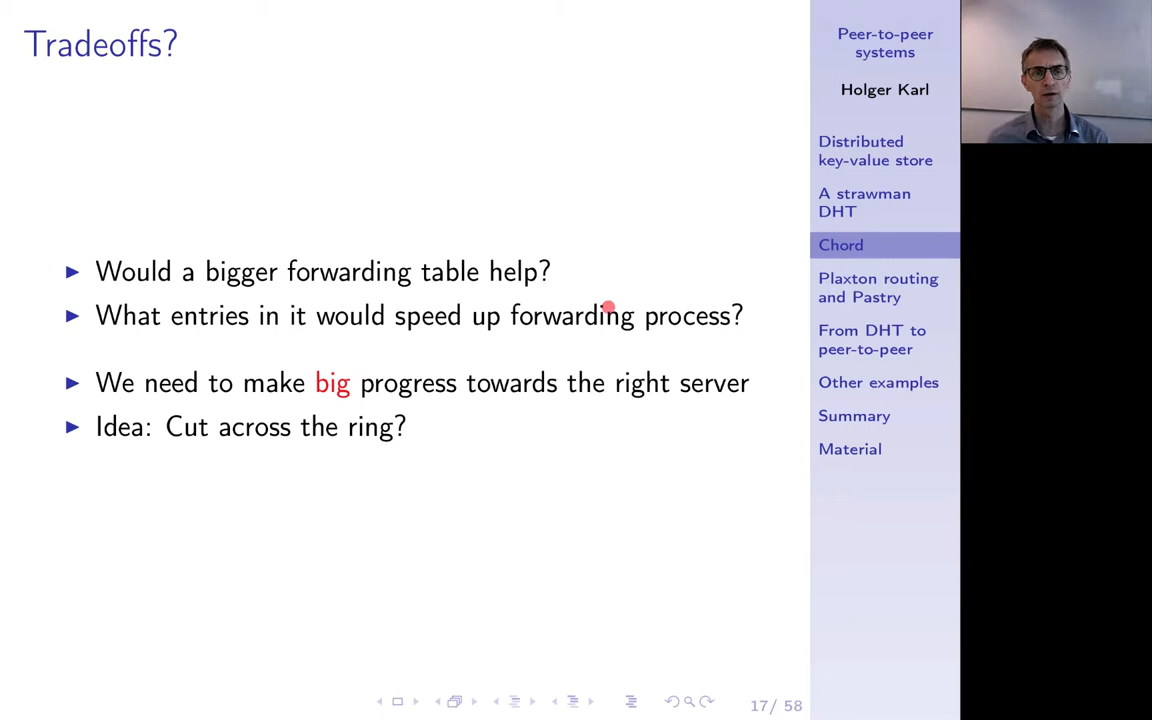 Tradeoffs?
Would a bigger forwarding table help?
What entries in it would speed up forwarding process?
We need to make big progress towards the right server
Idea: Cut across the ring?
17/ 58
Peer-to-peer
systems
Holger Karl
Distributed
key-value store
A strawman
DHT
Chord
Plaxton routing
and Pastry
From DHT to
peer-to-peer
Other examples
Summary
Material